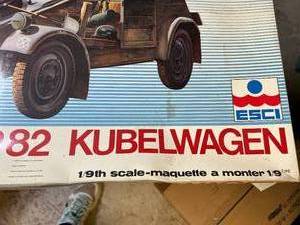 ESCI
82 KUBELWAGEN
1/9th scale-maquette a monter 1/9